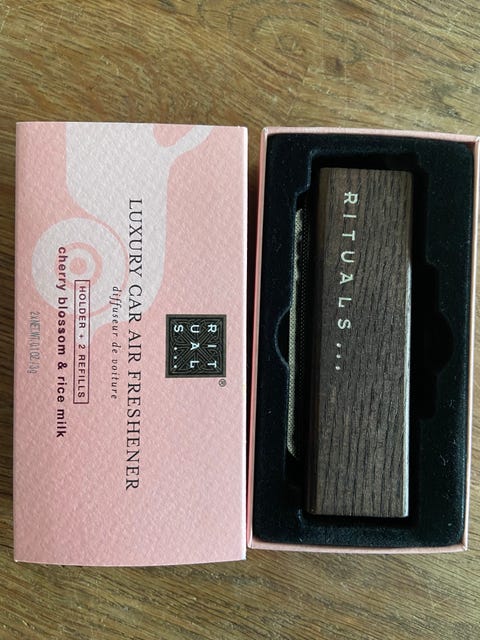 RIT
UAL
S...
®
LUXURY CAR AIR FRESHENER
diffuseur de voiture
HOLDER + 2 REFILLS
cherry blossom & rice milk
RITUALS...